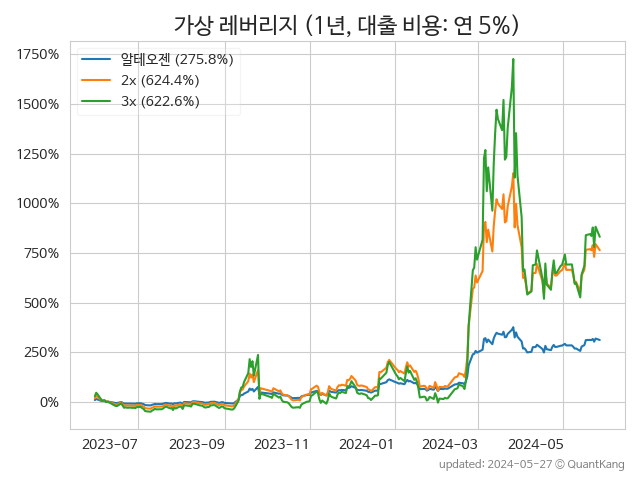 가상 레버리지 (1년, 대출 비용: 연 5%)
1750%
1500%
1250%
1000%
750%
500%
250%
0%
알테오젠 (275.8%)
2x (624.4%)
3x (622.6%)
2023-07 2023-09 2023-11 2024-01 2024-03 2024-05
updated: 2024-05-27 © QuantKang